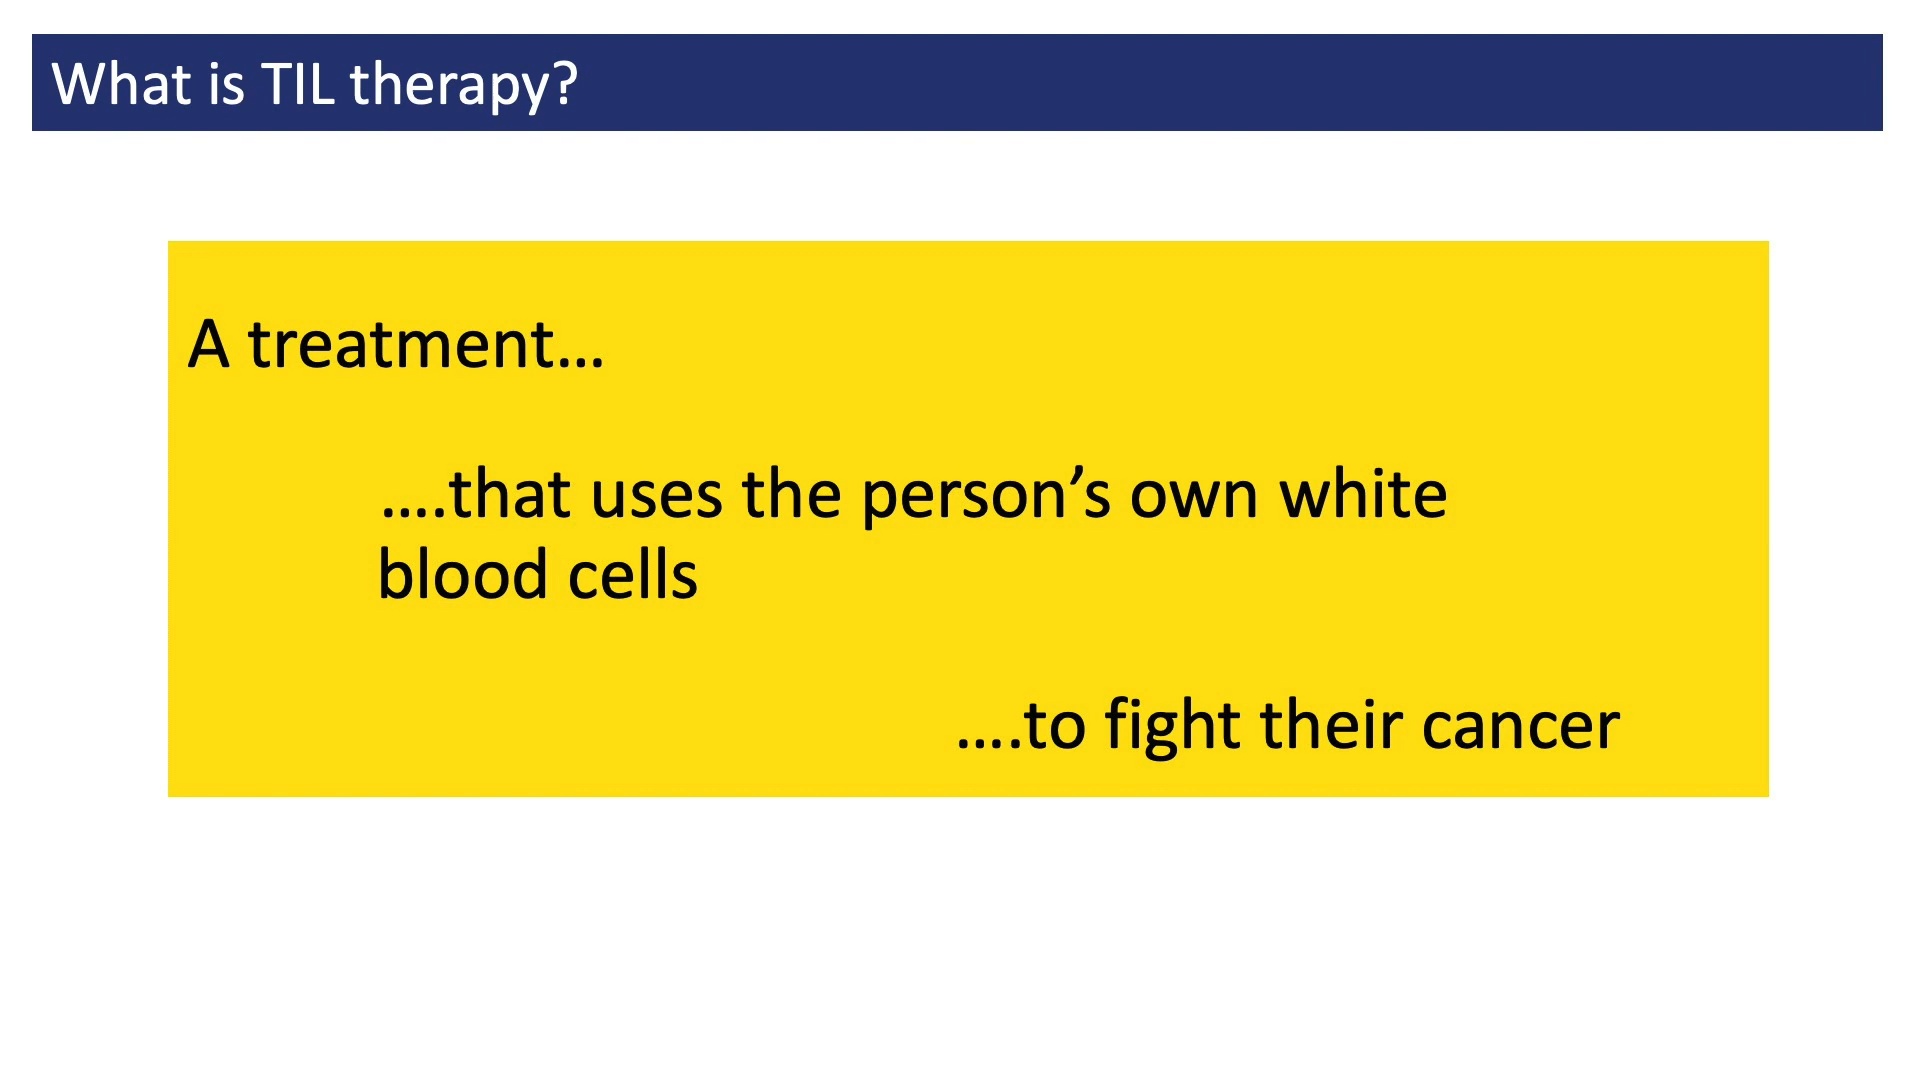 What is TIL therapy?
A treatment…
….that uses the person’s own white
blood cells
….to fight their cancer